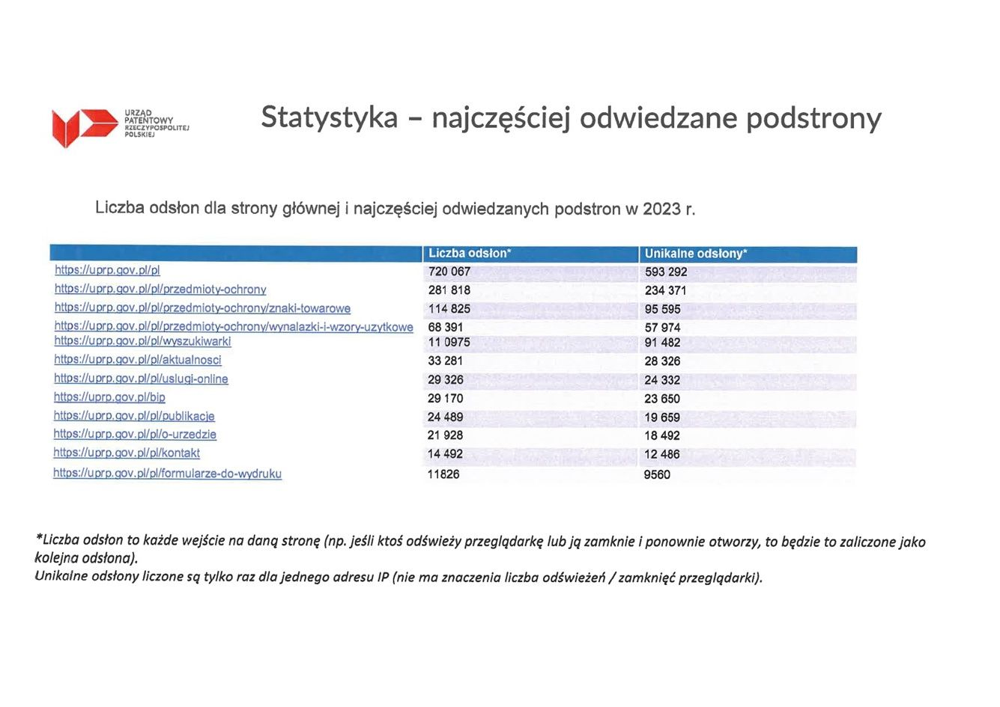 URZĄD
PATENTOWY
RZECZYPOSPOLITEJ
POLSKIEJ
Statystyka – najczęściej odwiedzane podstrony
Liczba odsłon dla strony głównej i najczęściej odwiedzanych podstron w 2023 r.
Liczba odsłon* Unikalne odsłony*
https://uprp.gov.pl/pl 720 067 593 292
https://uprp.gov.pl/pl/przedmioty-ochrony 281 818 234 371
https://uprp.gov.pl/pl/przedmioty-ochrony/znaki-towarowe 114 825 95 595
https://uprp.gov.pl/pl/przedmioty-ochrony/wynalazki-i-wzory-uzytkowe 68 391 57 974
https://uprp.gov.pl/pl/wyszukiwarki 11 0975 91 482
https://uprp.gov.pl/pl/aktualnosci 33 281 28 326
https://uprp.gov.pl/pl/uslugi-online 29 326 24 332
https://uprp.gov.pl/bip 29 170 23 650
https://uprp.gov.pl/pl/publikacje 24 489 19 659
https://uprp.gov.pl/pl/o-urzedzie 21 928 18 492
https://uprp.gov.pl/pl/kontakt 14 492 12 486
https://uprp.gov.pl/pl/formularze-do-wydruku 11826 9560
*Liczba odsłon to każde wejście na daną stronę (np. jeśli ktoś odświeży przeglądarkę lub ją zamknie i ponownie otworzy, to będzie to zaliczone jako
kolejna odsłona).
Unikalne odsłony liczone są tylko raz dla jednego adresu IP (nie ma znaczenia liczba odświeżeń / zamknięć przeglądarki).